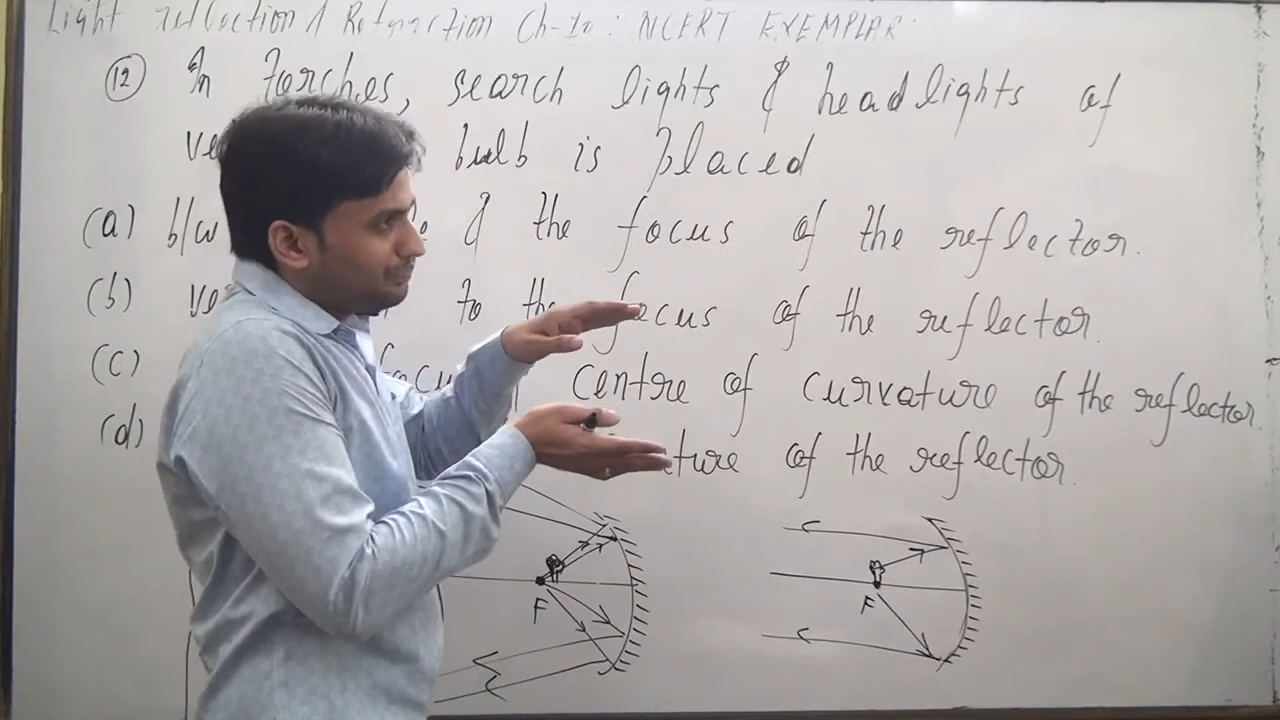 Light reflection & Refraction Ch-10: NCERT EXEMPLAR
(12) In Torches, search lights & headlights of
bulb is placed
(a) b/w & the focus of the reflector.
(b) to the focus of the reflector.
(c) focus centre of curvature of the reflector.
(d) of the reflector.
F
F